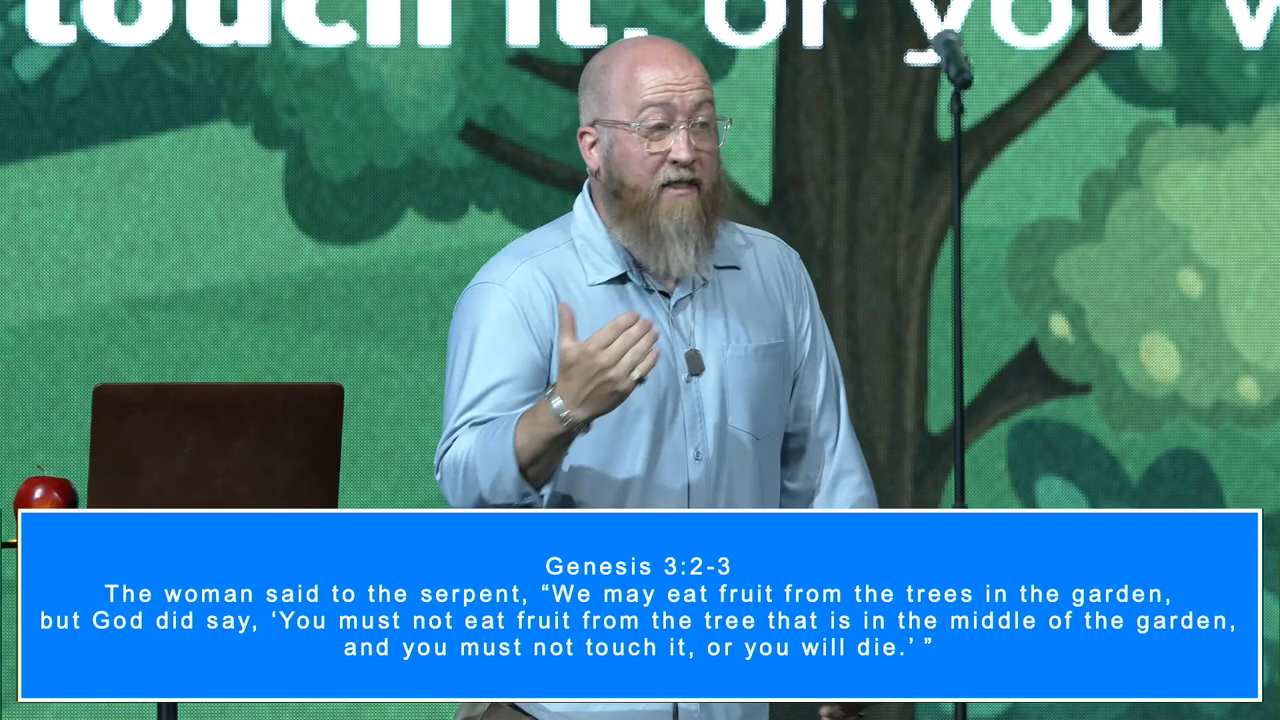 touch it, or you
Genesis 3:2-3
The woman said to the serpent, “We may eat fruit from the trees in the garden,
but God did say, ‘You must not eat fruit from the tree that is in the middle of the garden,
and you must not touch it, or you will die.’ ”